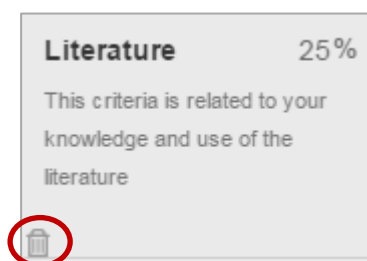 Literature 25%
This criteria is related to your
knowledge and use of the
literature